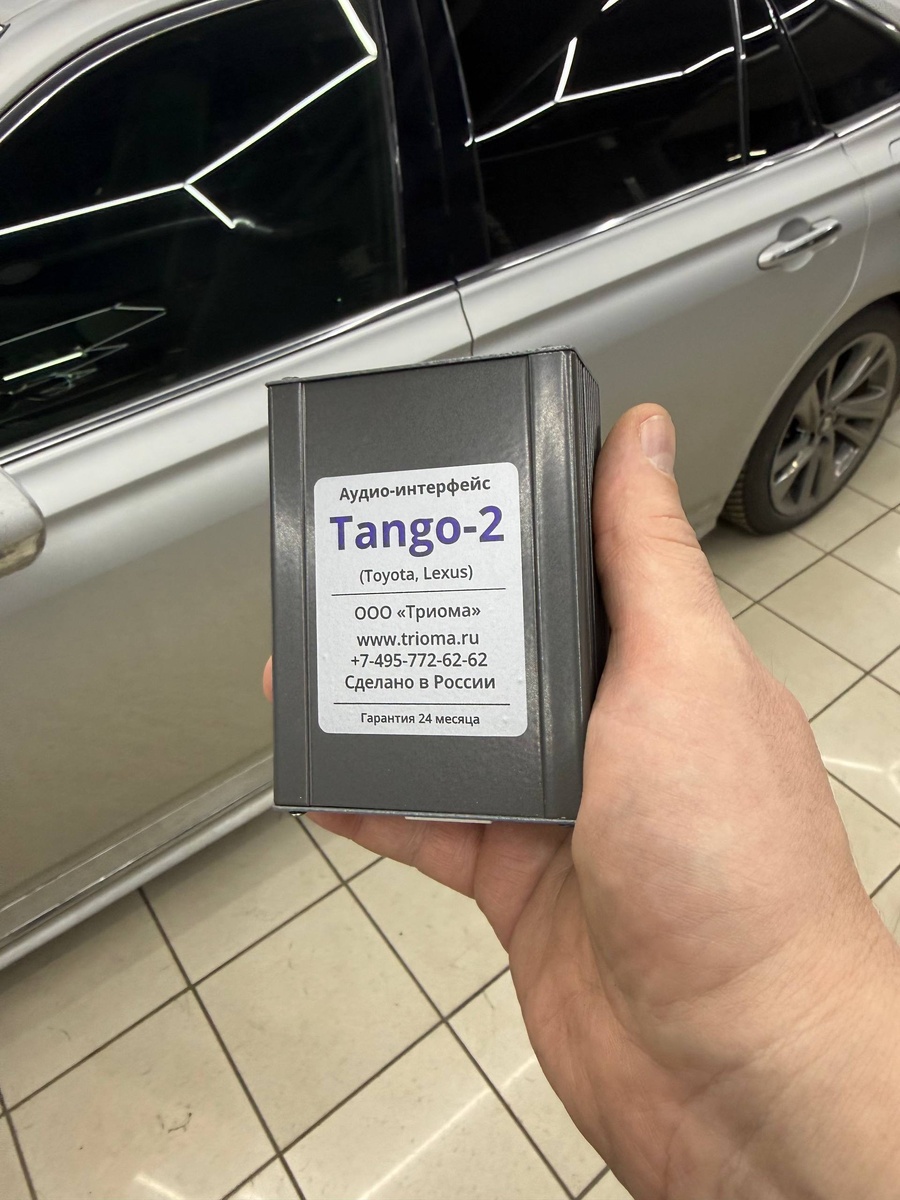 Аудио-интерфейс
Tango-2
(Toyota, Lexus)
ООО «Триома»
www.trioma.ru
+7-495-772-62-62
Сделано в России
Гарантия 24 месяца